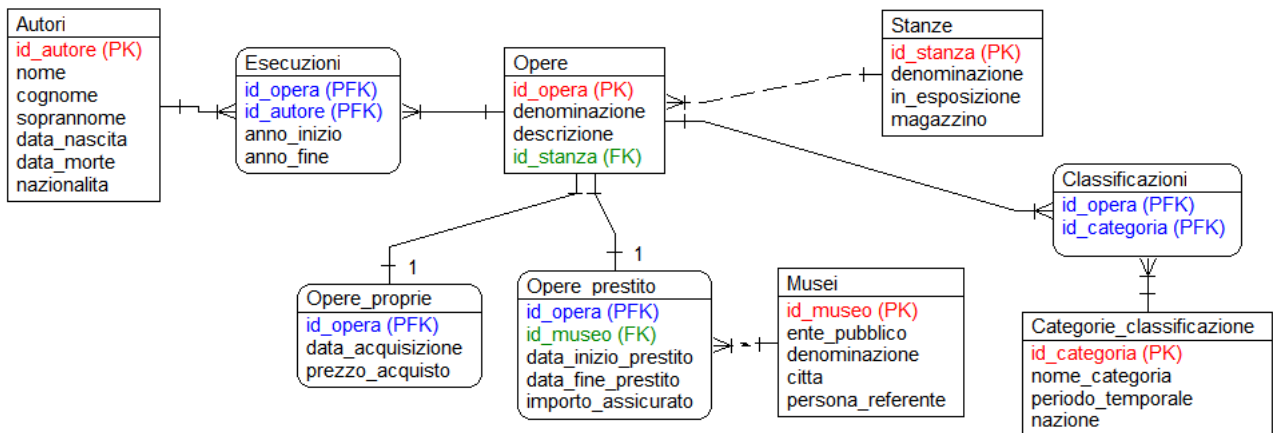 Autori
id_autore (PK)
nome
cognome
soprannome
data_nascita
data_morte
nazionalita
Esecuzioni
id_opera (PFK)
id_autore (PFK)
anno_inizio
anno_fine
Opere
id_opera (PK)
denominazione
descrizione
id_stanza (FK)
Stanze
id_stanza (PK)
denominazione
in_esposizione
magazzino
Classificazioni
id_opera (PFK)
id_categoria (PFK)
1
Opere_proprie
id_opera (PFK)
data_acquisizione
prezzo_acquisto
1
Opere_prestito
id_opera (PFK)
id_museo (FK)
data_inizio_prestito
data_fine_prestito
importo_assicurato
Musei
id_museo (PK)
ente_pubblico
denominazione
citta
persona_referente
Categorie_classificazione
id_categoria (PK)
nome_categoria
periodo_temporale
nazione